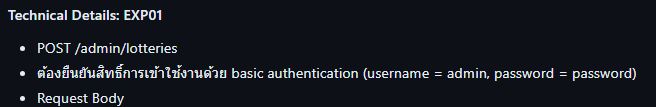 Technical Details: EXP01
POST /admin/lotteries
ต้องยืนยันสิทธิ์การเข้าใช้งานด้วย basic authentication (username = admin, password = password)
Request Body